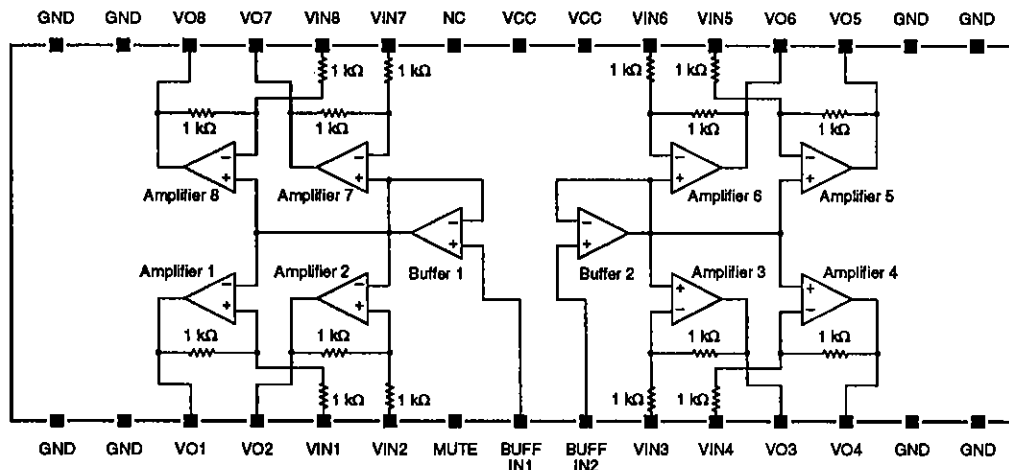 GND GND VO8 VO7 VIN8 VIN7 NC VCC VCC VIN6 VIN5 VO6 VO5 GND GND
1 kΩ 1 kΩ 1 kΩ 1 kΩ
1 kΩ 1 kΩ 1 kΩ 1 kΩ
− + − + − + − +
Amplifier 8 Amplifier 7 Amplifier 6 Amplifier 5
− + − +
Amplifier 1 Amplifier 2 Buffer 1 Buffer 2 Amplifier 3 Amplifier 4
− + − + + − + −
1 kΩ 1 kΩ 1 kΩ 1 kΩ
1 kΩ 1 kΩ 1 kΩ 1 kΩ
GND GND VO1 VO2 VIN1 VIN2 MUTE BUFF BUFF VIN3 VIN4 VO3 VO4 GND GND
IN1 IN2